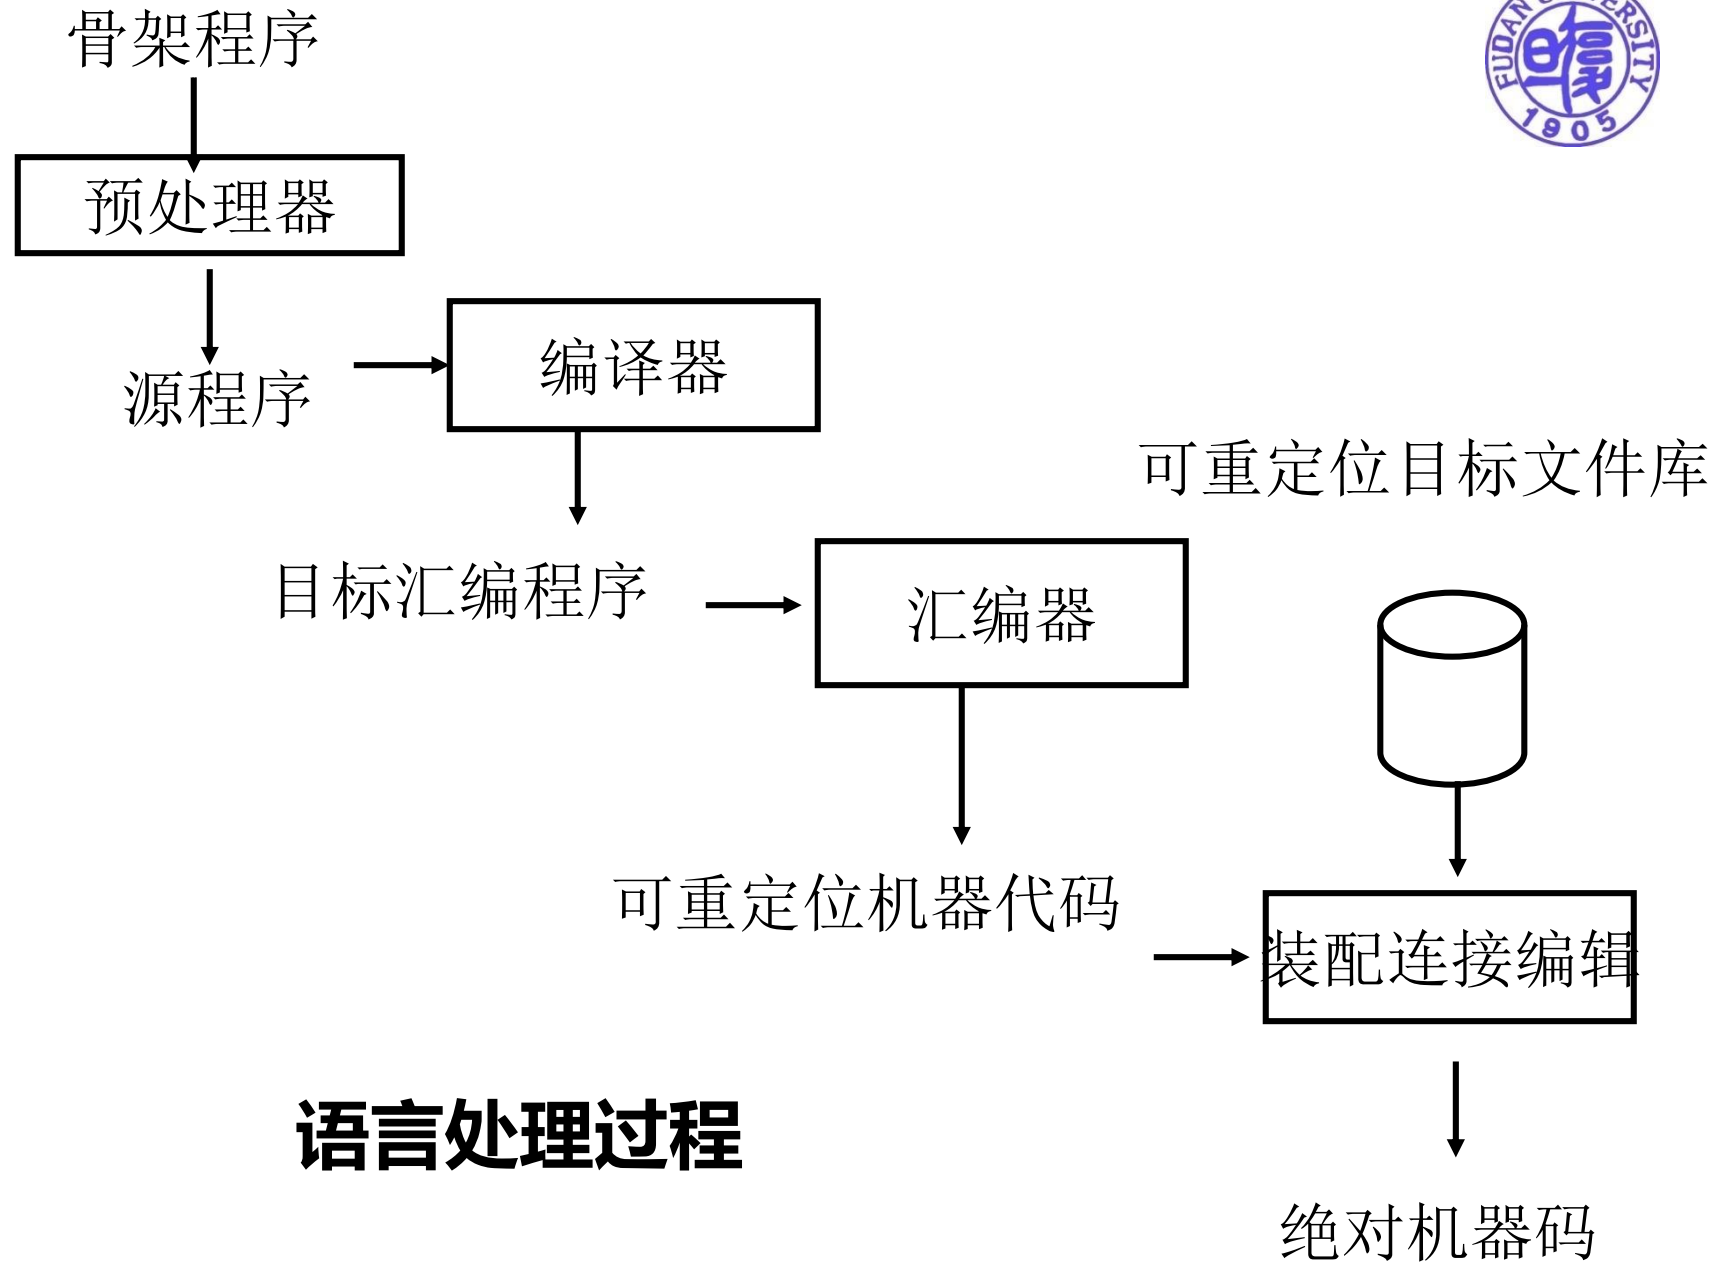 骨架程序
FUDAN UNIVERSITY
1905
预处理器
编译器
源程序
可重定位目标文件库
目标汇编程序
汇编器
可重定位机器代码
装配连接编辑
语言处理过程
绝对机器码